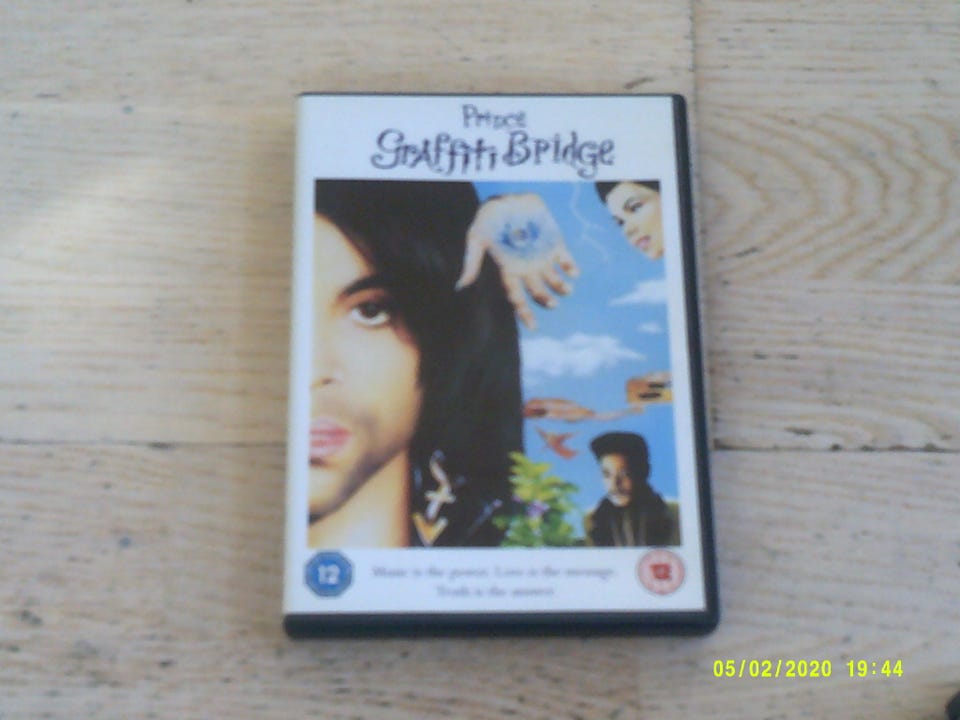 Prince
Graffiti Bridge
12
12
Music is the power. Love is the message.
Truth is the answer.
05/02/2020 19:44